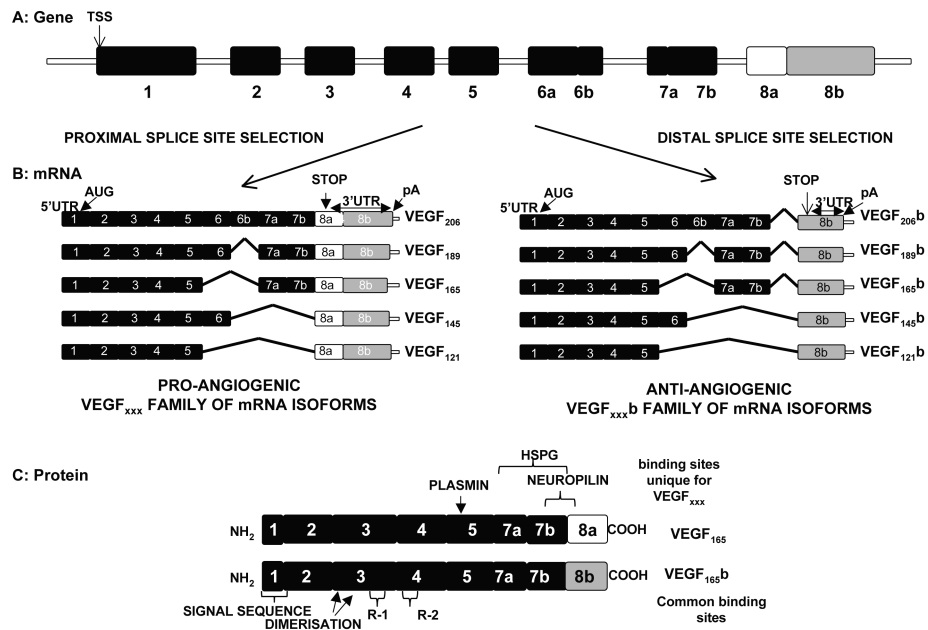 A: Gene
TSS
1 2 3 4 5 6a 6b 7a 7b 8a 8b
PROXIMAL SPLICE SITE SELECTION
DISTAL SPLICE SITE SELECTION
B: mRNA
5'UTR AUG STOP 3'UTR pA
1 2 3 4 5 6 6b 7a 7b 8a 8b VEGF206
1 2 3 4 5 6 7a 7b 8a 8b VEGF189
1 2 3 4 5 7a 7b 8a 8b VEGF165
1 2 3 4 5 6 8a 8b VEGF145
1 2 3 4 5 8a 8b VEGF121
PRO-ANGIOGENIC
VEGFxxx FAMILY OF mRNA ISOFORMS
5'UTR AUG STOP 3'UTR pA
1 2 3 4 5 6 6b 7a 7b 8b VEGF206b
1 2 3 4 5 6 7a 7b 8b VEGF189b
1 2 3 4 5 7a 7b 8b VEGF165b
1 2 3 4 5 6 8b VEGF145b
1 2 3 4 5 8b VEGF121b
ANTI-ANGIOGENIC
VEGFxxxb FAMILY OF mRNA ISOFORMS
C: Protein
HSPG
PLASMIN
NEUROPILIN
binding sites
unique for
VEGFxxx
NH2 1 2 3 4 5 7a 7b 8a COOH VEGF165
NH2 1 2 3 4 5 7a 7b 8b COOH VEGF165b
SIGNAL SEQUENCE
DIMERISATION
R-1 R-2
Common binding
sites